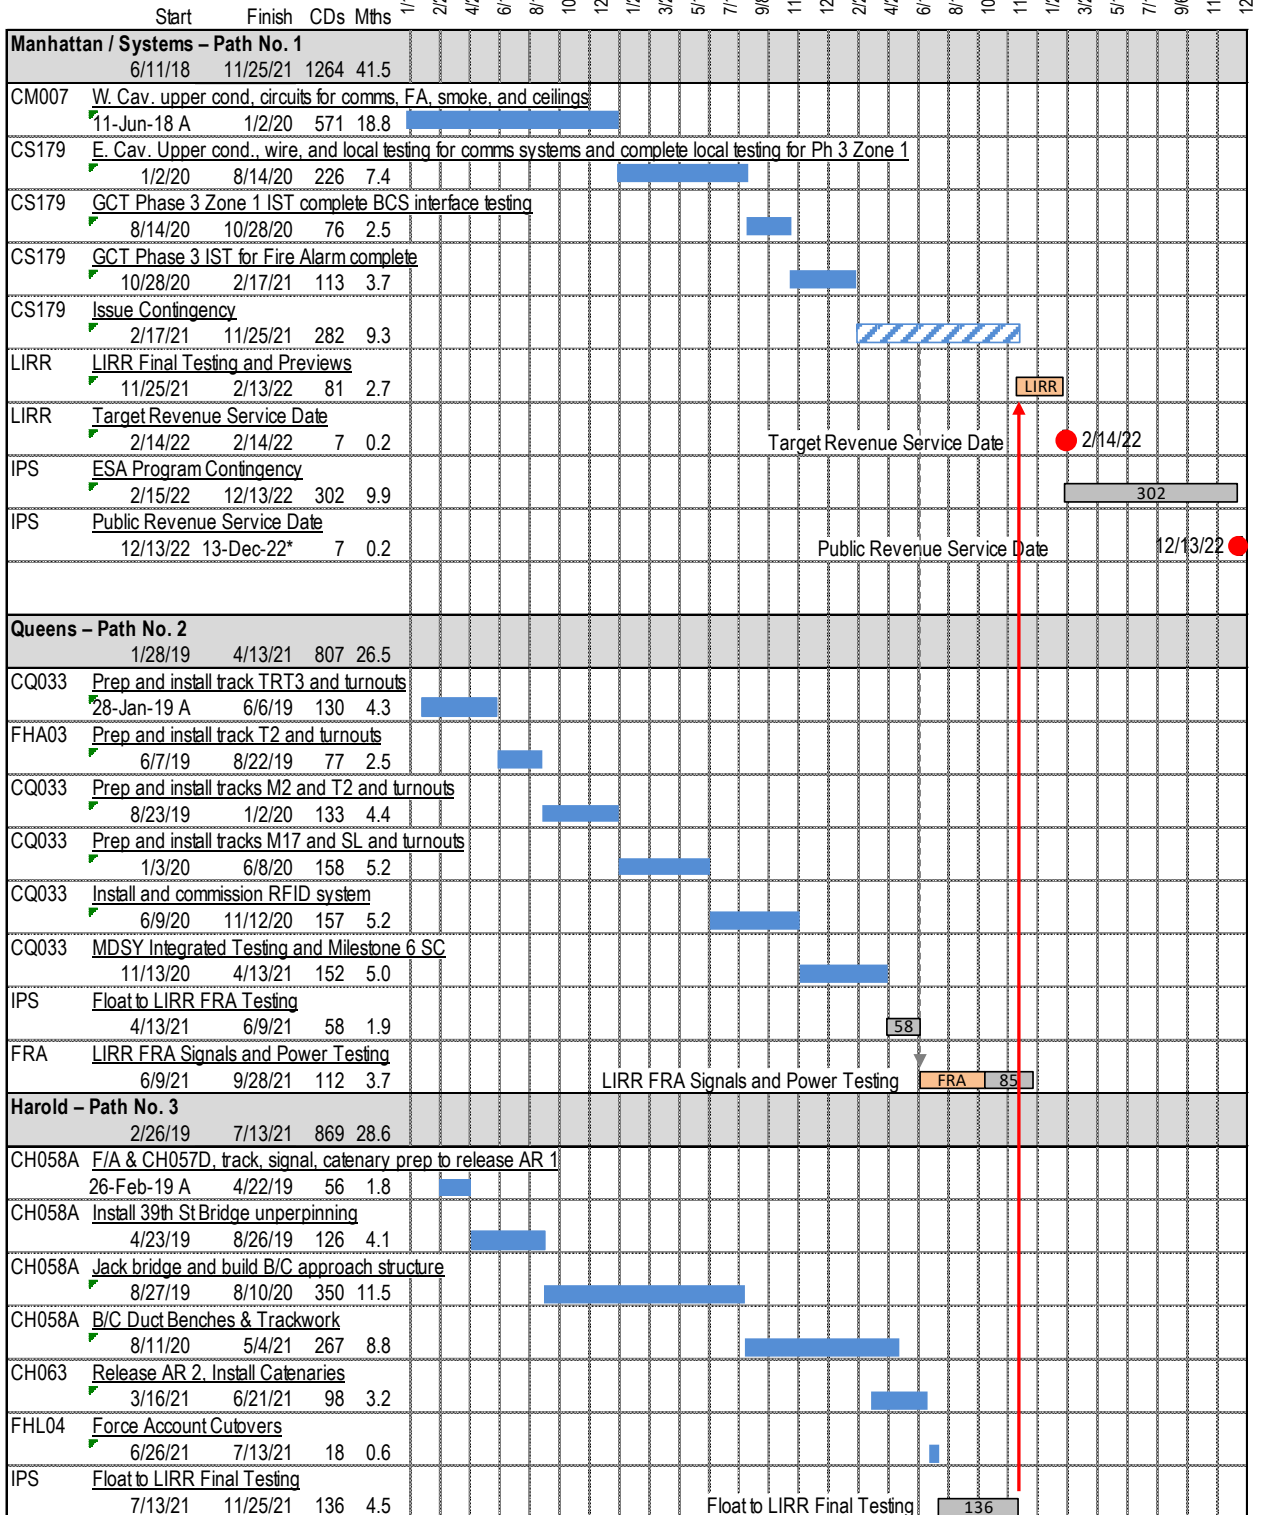 Start Finish CDs Mths
Manhattan / Systems – Path No. 1
6/11/18 11/25/21 1264 41.5
CM007 W. Cav. upper cond, circuits for comms, FA, smoke, and ceilings
11-Jun-18 A 1/2/20 571 18.8
CS179 E. Cav. Upper cond., wire, and local testing for comms systems and complete local testing for Ph 3 Zone 1
1/2/20 8/14/20 226 7.4
CS179 GCT Phase 3 Zone 1 IST complete BCS interface testing
8/14/20 10/28/20 76 2.5
CS179 GCT Phase 3 IST for Fire Alarm complete
10/28/20 2/17/21 113 3.7
CS179 Issue Contingency
2/17/21 11/25/21 282 9.3
LIRR LIRR Final Testing and Previews
11/25/21 2/13/22 81 2.7 LIRR
LIRR Target Revenue Service Date
2/14/22 2/14/22 7 0.2 Target Revenue Service Date 2/14/22
IPS ESA Program Contingency
2/15/22 12/13/22 302 9.9 302
IPS Public Revenue Service Date
12/13/22 13-Dec-22* 7 0.2 Public Revenue Service Date 12/13/22
Queens – Path No. 2
1/28/19 4/13/21 807 26.5
CQ033 Prep and install track TRT3 and turnouts
28-Jan-19 A 6/6/19 130 4.3
FHA03 Prep and install track T2 and turnouts
6/7/19 8/22/19 77 2.5
CQ033 Prep and install tracks M2 and T2 and turnouts
8/23/19 1/2/20 133 4.4
CQ033 Prep and install tracks M17 and SL and turnouts
1/3/20 6/8/20 158 5.2
CQ033 Install and commission RFID system
6/9/20 11/12/20 157 5.2
CQ033 MDSY Integrated Testing and Milestone 6 SC
11/13/20 4/13/21 152 5.0
IPS Float to LIRR FRA Testing
4/13/21 6/9/21 58 1.9 58
FRA LIRR FRA Signals and Power Testing
6/9/21 9/28/21 112 3.7 LIRR FRA Signals and Power Testing FRA 85
Harold – Path No. 3
2/26/19 7/13/21 869 28.6
CH058A F/A & CH057D, track, signal, catenary prep to release AR 1
26-Feb-19 A 4/22/19 56 1.8
CH058A Install 39th St Bridge unperpinning
4/23/19 8/26/19 126 4.1
CH058A Jack bridge and build B/C approach structure
8/27/19 8/10/20 350 11.5
CH058A B/C Duct Benches & Trackwork
8/11/20 5/4/21 267 8.8
CH063 Release AR 2, Install Catenaries
3/16/21 6/21/21 98 3.2
FHL04 Force Account Cutovers
6/26/21 7/13/21 18 0.6
IPS Float to LIRR Final Testing
7/13/21 11/25/21 136 4.5 Float to LIRR Final Testing 136